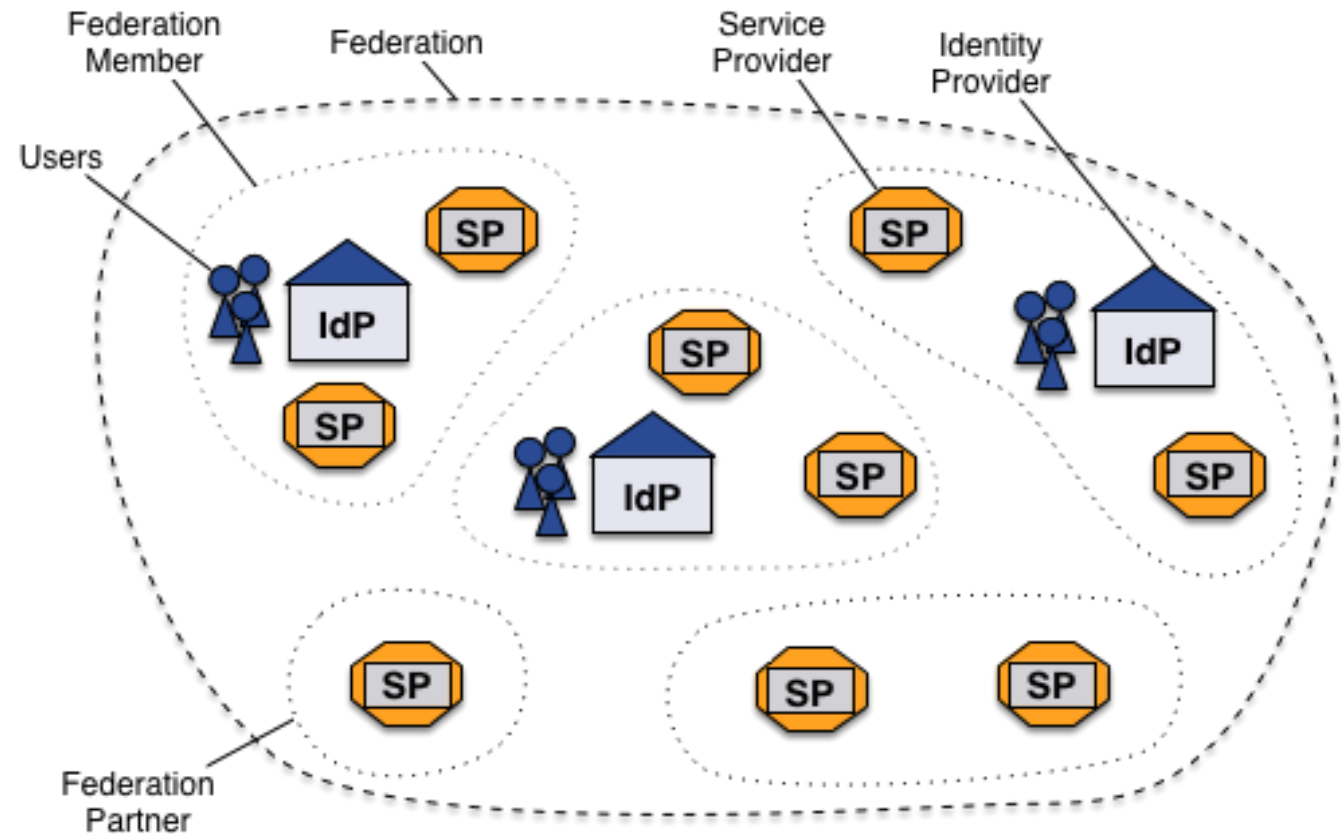 Federation
Member
Federation
Service
Provider
Identity
Provider
Users
SP
SP
IdP
IdP
SP
SP
SP
IdP
SP
SP
SP
SP
SP
Federation
Partner